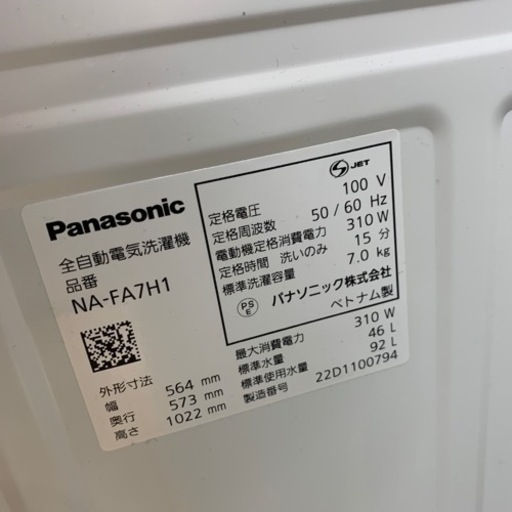 Panasonic
全自動電気洗濯機
品番
NA-FA7H1
外形寸法
幅 564 mm
奥行 573 mm
高さ 1022 mm
S JET
定格電圧 100 V
定格周波数 50 / 60 Hz
電動機定格消費電力 310 W
定格時間 洗いのみ 15 分
標準洗濯容量 7.0 kg
PS E パナソニック株式会社
ベトナム製
最大消費電力 310 W
標準水量 46 L
標準使用水量 92 L
製造番号 22D1100794